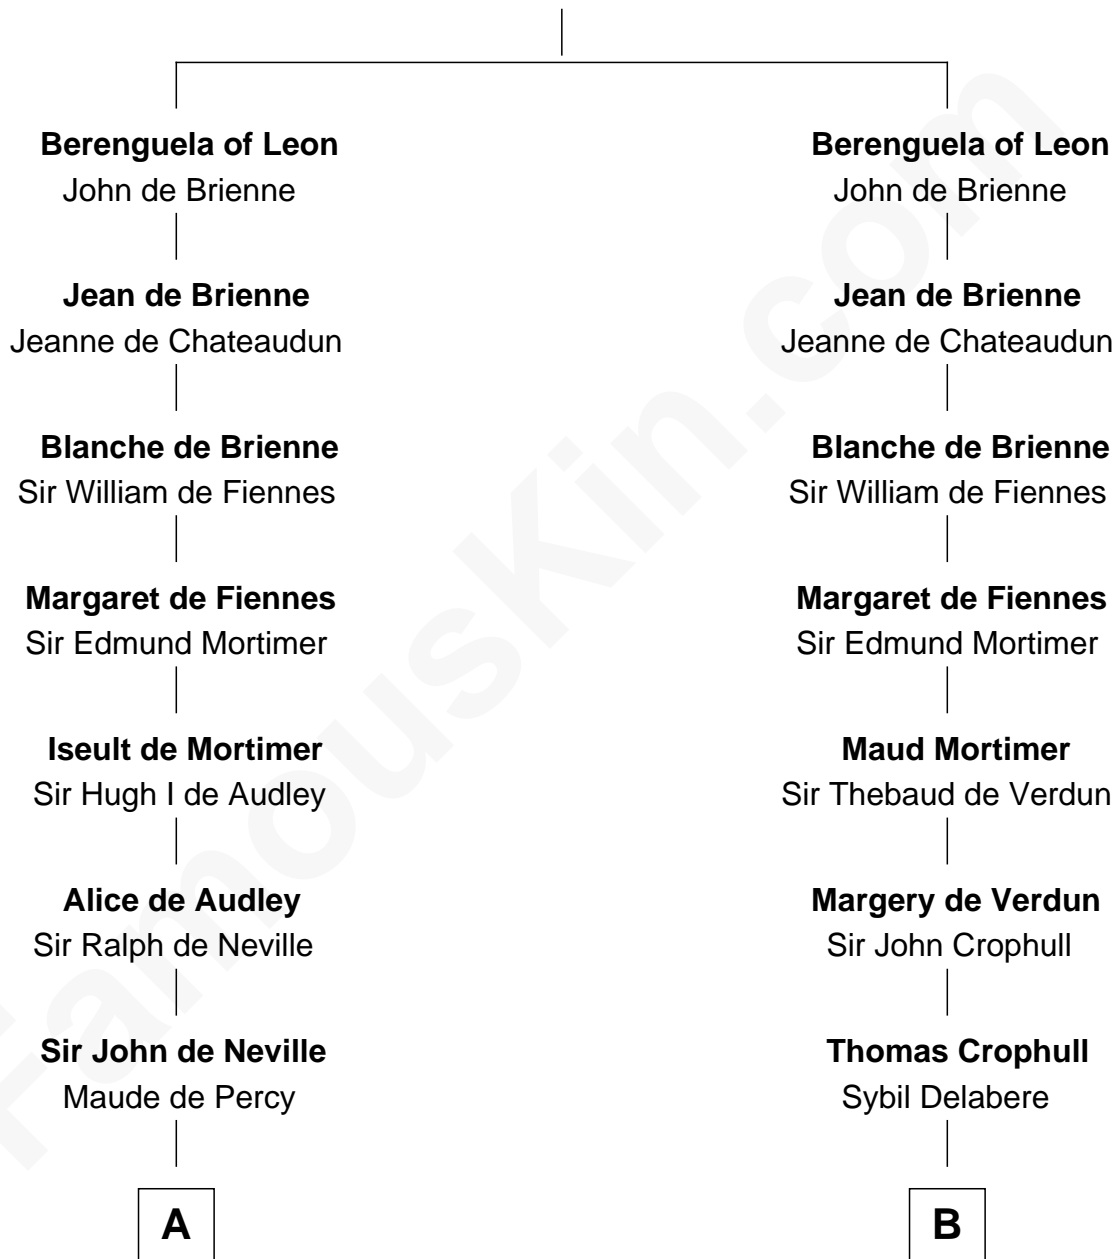 Berenguela of Leon
John de Brienne
Jean de Brienne
Jeanne de Chateaudun
Blanche de Brienne
Sir William de Fiennes
Margaret de Fiennes
Sir Edmund Mortimer
Iseult de Mortimer
Sir Hugh I de Audley
Alice de Audley
Sir Ralph de Neville
Sir John de Neville
Maude de Percy
A
Berenguela of Leon
John de Brienne
Jean de Brienne
Jeanne de Chateaudun
Blanche de Brienne
Sir William de Fiennes
Margaret de Fiennes
Sir Edmund Mortimer
Maud Mortimer
Sir Thebaud de Verdun
Margery de Verdun
Sir John Crophull
Thomas Crophull
Sybil Delabere
B
FamousKin.com